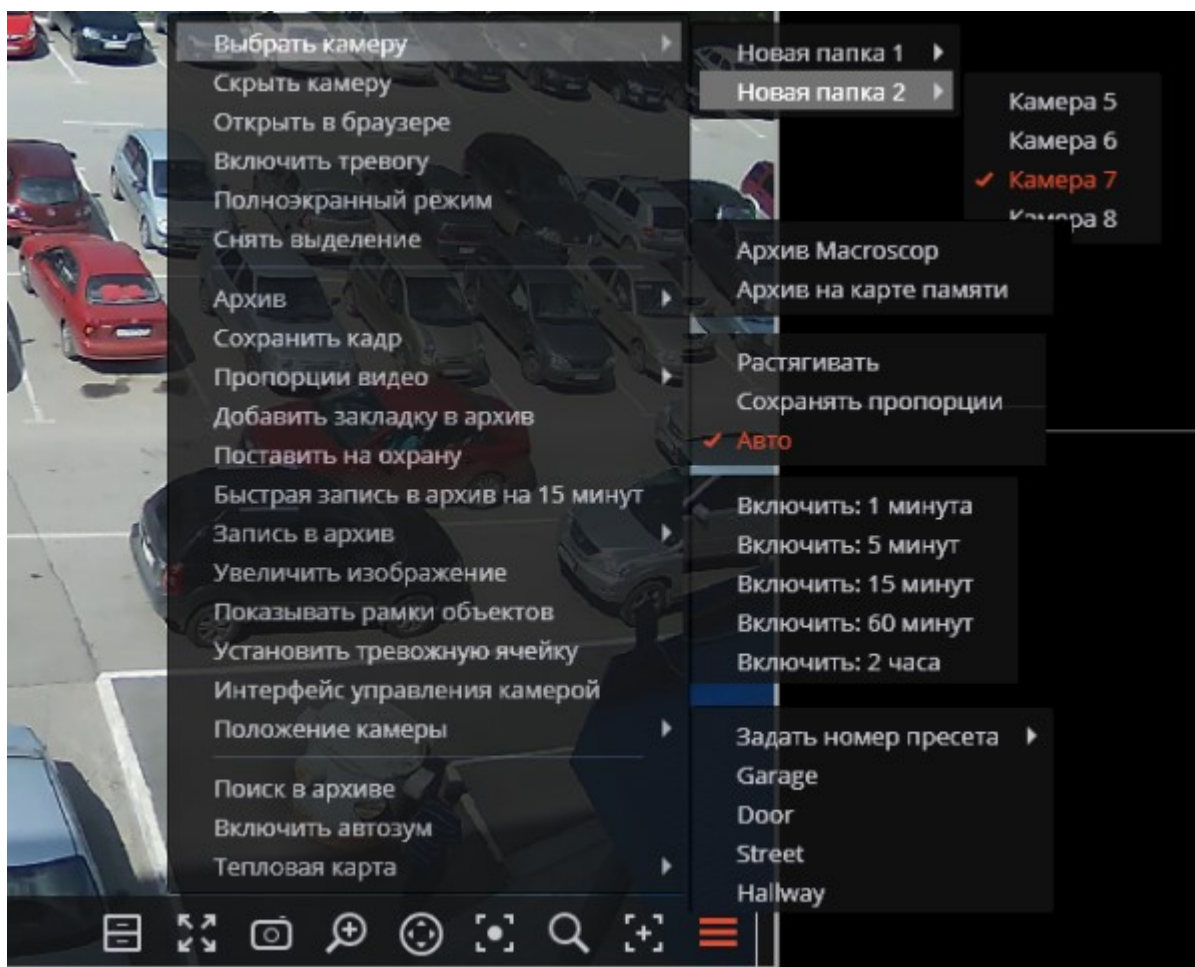 Выбрать камеру
Скрыть камеру
Открыть в браузере
Включить тревогу
Полноэкранный режим
Снять выделение
Архив
Сохранить кадр
Пропорции видео
Добавить закладку в архив
Поставить на охрану
Быстрая запись в архив на 15 минут
Запись в архив
Увеличить изображение
Показывать рамки объектов
Установить тревожную ячейку
Интерфейс управления камерой
Положение камеры
Поиск в архиве
Включить автозум
Тепловая карта
Новая папка 1
Новая папка 2
Камера 5
Камера 6
Камера 7
Камера 8
Архив Macroscop
Архив на карте памяти
Растягивать
Сохранять пропорции
Авто
Включить: 1 минута
Включить: 5 минут
Включить: 15 минут
Включить: 60 минут
Включить: 2 часа
Задать номер пресета
Garage
Door
Street
Hallway